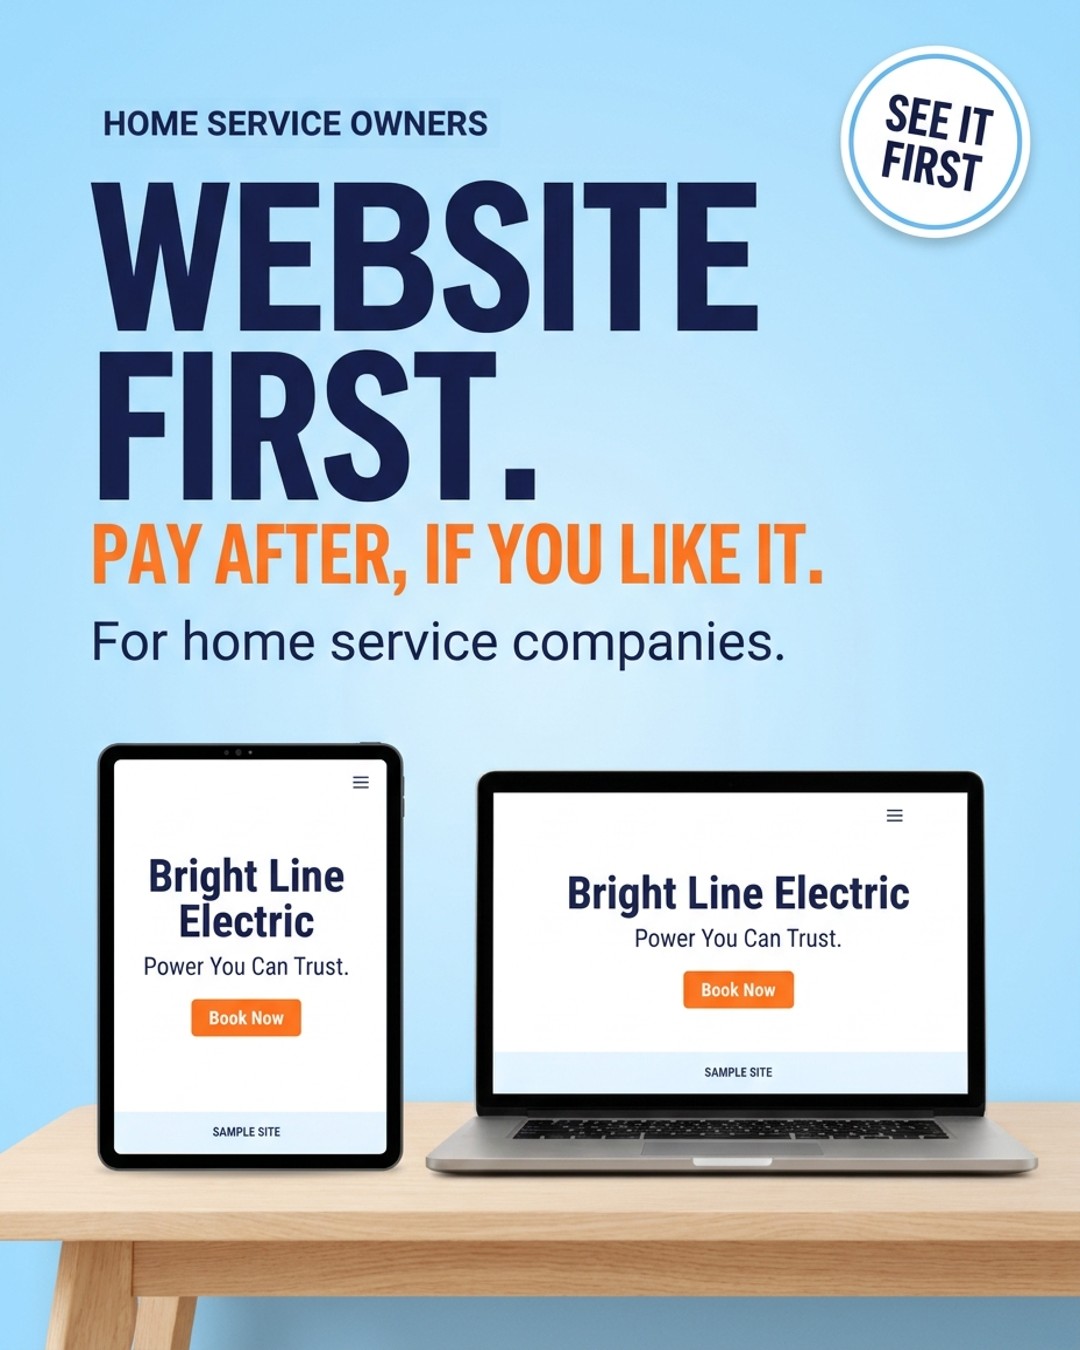 HOME SERVICE OWNERS
SEE IT
FIRST
WEBSITE
FIRST.
PAY AFTER, IF YOU LIKE IT.
For home service companies.
Bright Line
Electric
Power You Can Trust.
Book Now
SAMPLE SITE
Bright Line Electric
Power You Can Trust.
Book Now
SAMPLE SITE